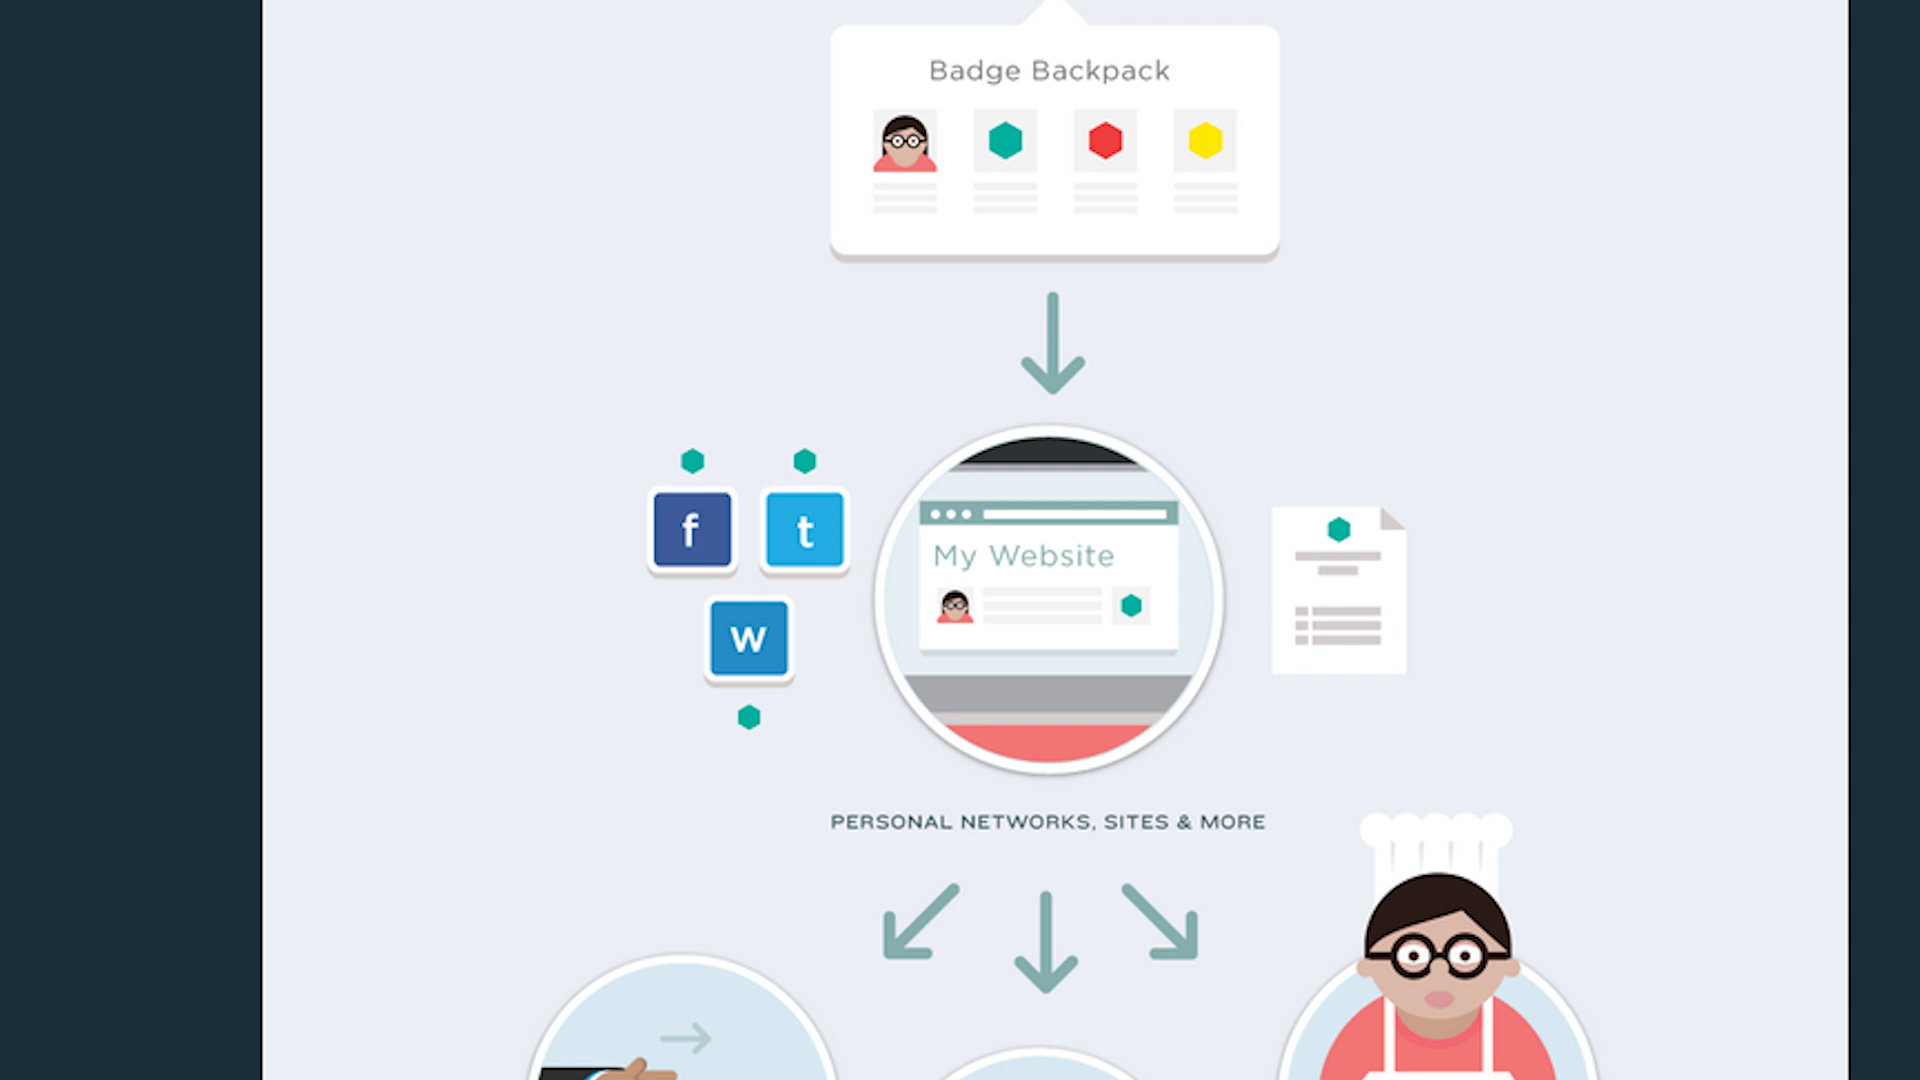 Badge Backpack
f
t
My Website
w
PERSONAL NETWORKS, SITES & MORE